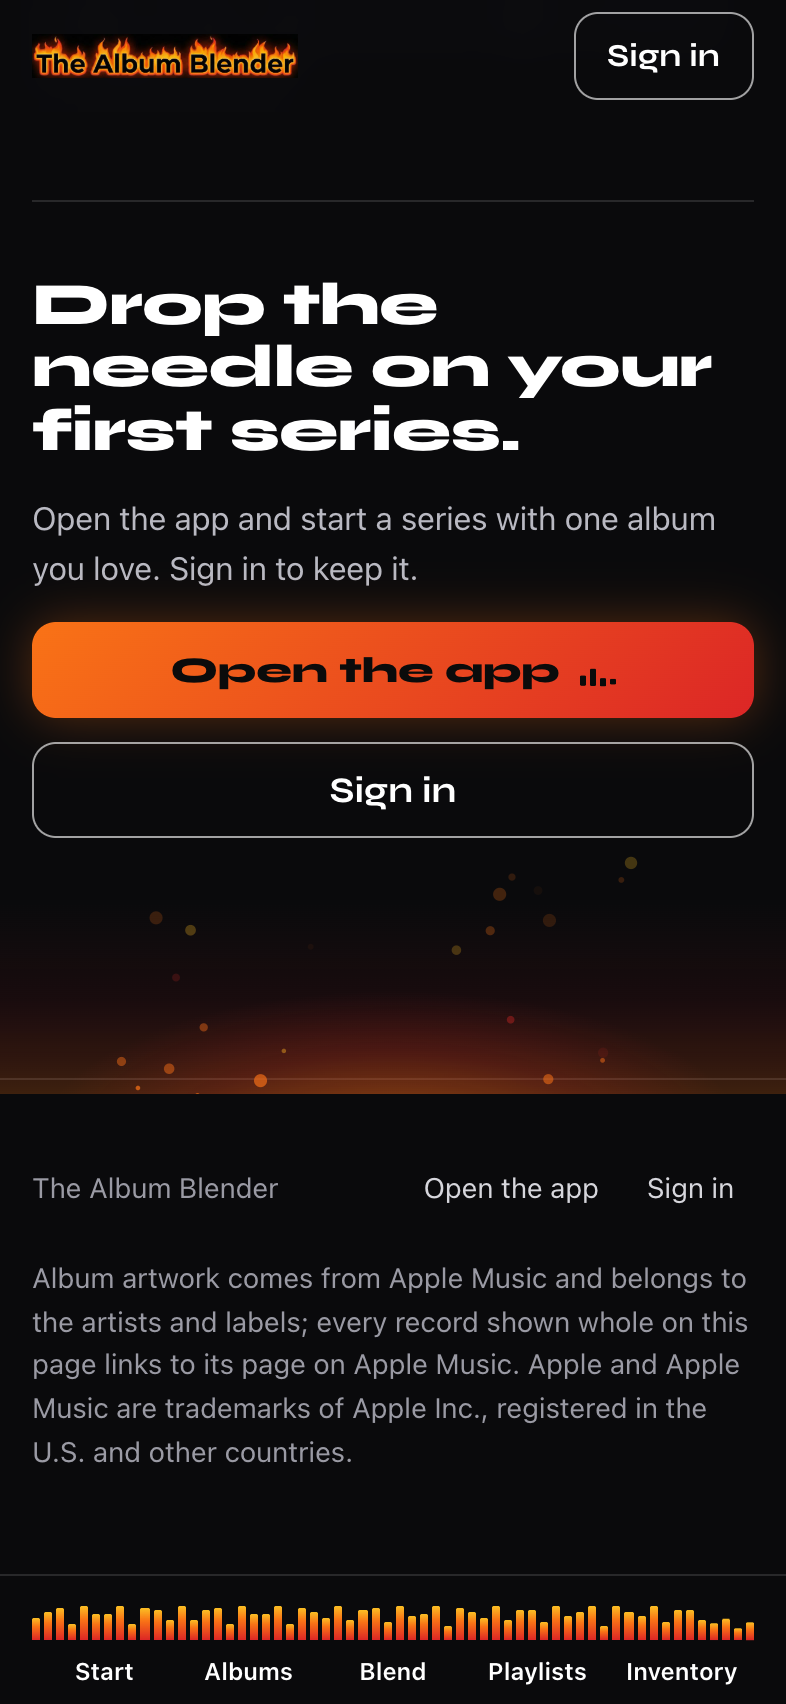 The Album Blender
Sign in
Drop the
needle on your
first series.
Open the app and start a series with one album
you love. Sign in to keep it.
Open the app
Sign in
The Album Blender
Open the app
Sign in
Album artwork comes from Apple Music and belongs to
the artists and labels; every record shown whole on this
page links to its page on Apple Music. Apple and Apple
Music are trademarks of Apple Inc., registered in the
U.S. and other countries.
Start
Albums
Blend
Playlists
Inventory